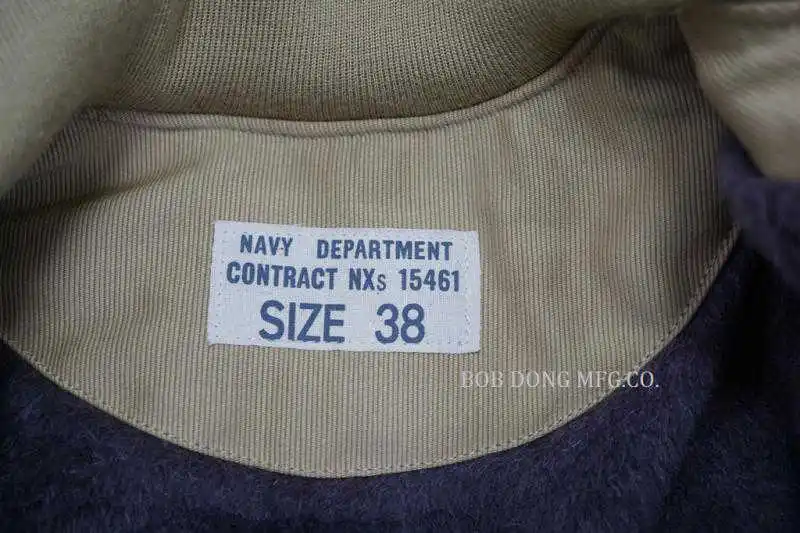 NAVY DEPARTMENT
CONTRACT NXs 15461
SIZE 38
BOB DONG MFG.CO.